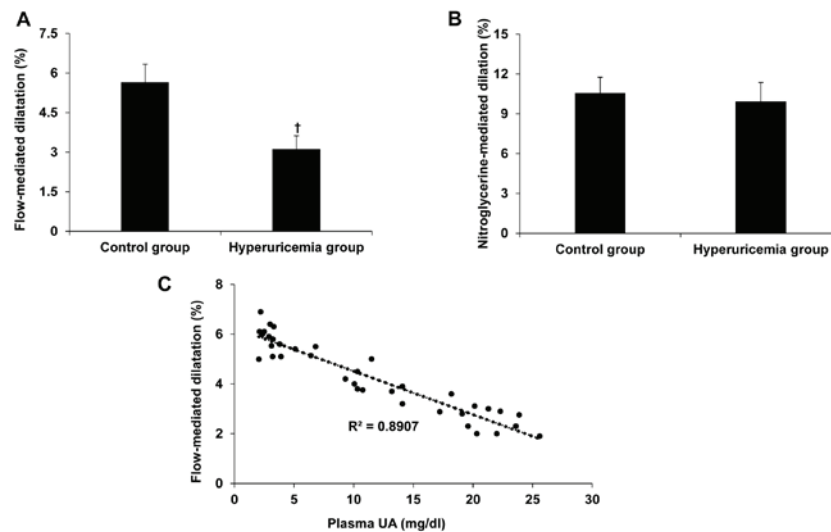 A
Flow-mediated dilatation (%)
7.5
6
4.5
3
1.5
0
†
Control group
Hyperuricemia group
B
Nitroglycerine-mediated dilation (%)
15
12
9
6
3
0
Control group
Hyperuricemia group
C
Flow-mediated dilatation (%)
8
6
4
2
0
R² = 0.8907
0 5 10 15 20 25 30
Plasma UA (mg/dl)